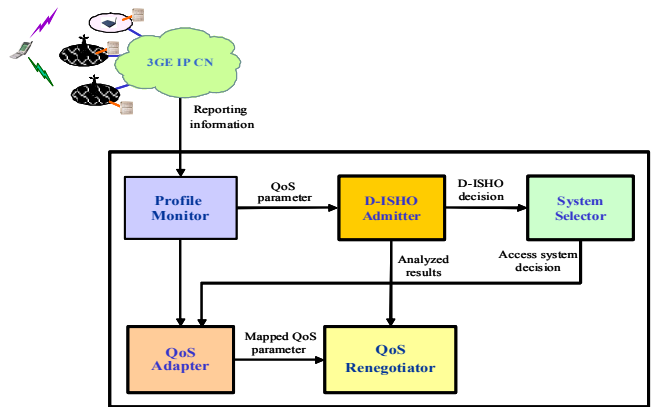 3GE IP CN
Reporting
information
Profile
Monitor
QoS
parameter
D-ISHO
Admitter
D-ISHO
decision
System
Selector
Analyzed
results
Access system
decision
QoS
Adapter
Mapped QoS
parameter
QoS
Renegotiator